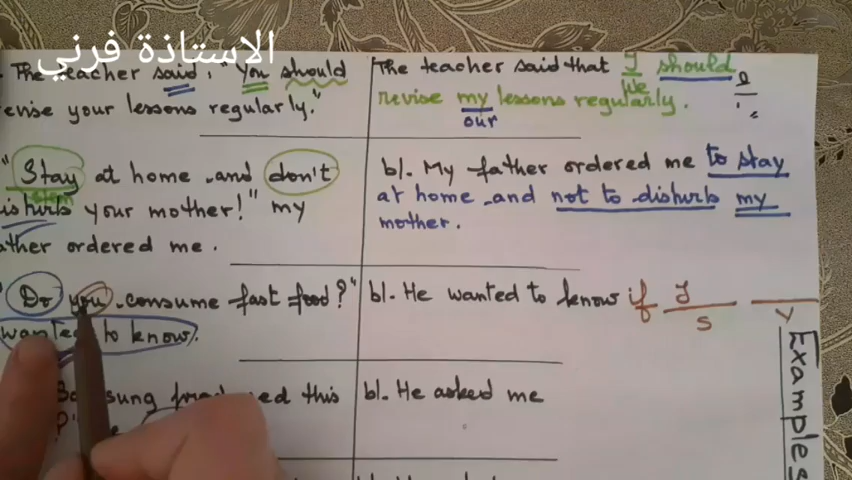 الاستاذة فرني
The teacher said: "You should
revise your lessons regularly."
The teacher said that I should
We
revise my lessons regularly.
our
"Stay at home and don't
disturb your mother!" my
father ordered me.
b/. My father ordered me to stay
at home and not to disturb my
mother.
Do you consume fast food?"
wanted to know.
b/. He wanted to know if I
S
V
this
b/. He asked me
Examples